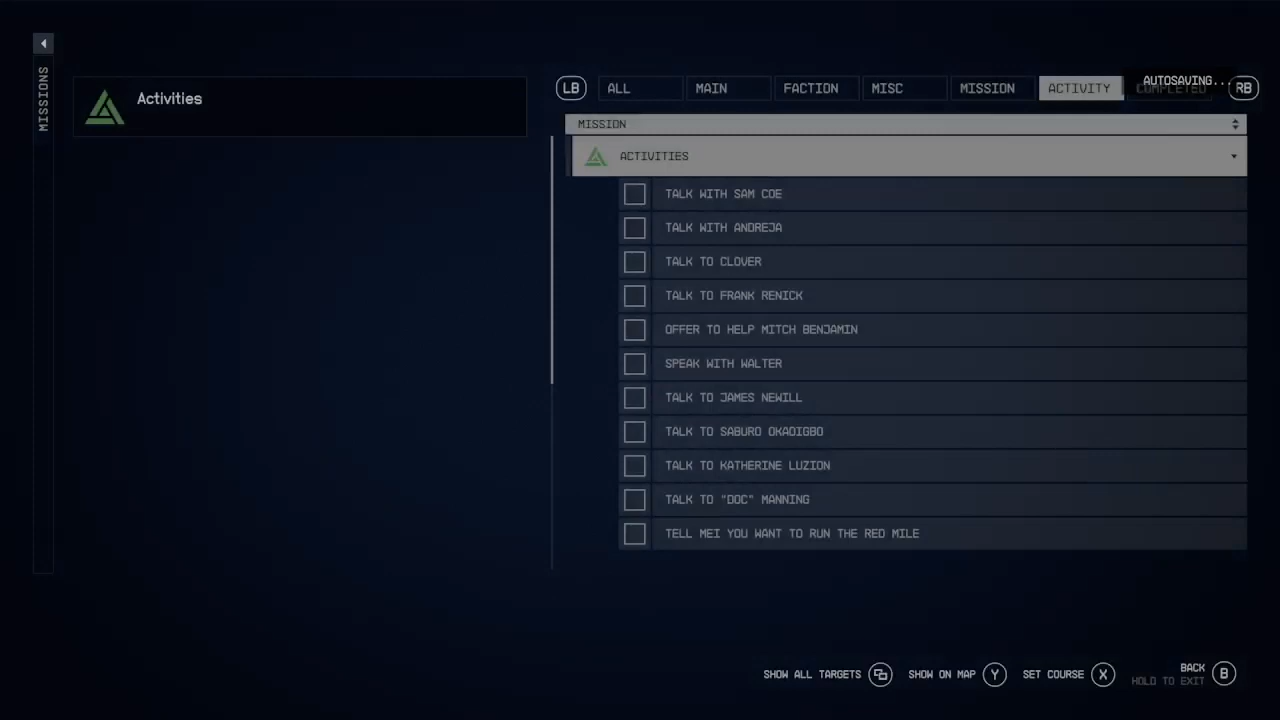 MISSIONS
Activities
LB
ALL
MAIN
FACTION
MISC
MISSION
ACTIVITY
COMPLETED
AUTOSAVING...
RB
MISSION
ACTIVITIES
TALK WITH SAM COE
TALK WITH ANDREJA
TALK TO CLOVER
TALK TO FRANK RENICK
OFFER TO HELP MITCH BENJAMIN
SPEAK WITH WALTER
TALK TO JAMES NEWILL
TALK TO SABURO OKADIGBO
TALK TO KATHERINE LUZION
TALK TO "DOC" MANNING
TELL MEI YOU WANT TO RUN THE RED MILE
SHOW ALL TARGETS
SHOW ON MAP Y
SET COURSE X
BACK B
HOLD TO EXIT